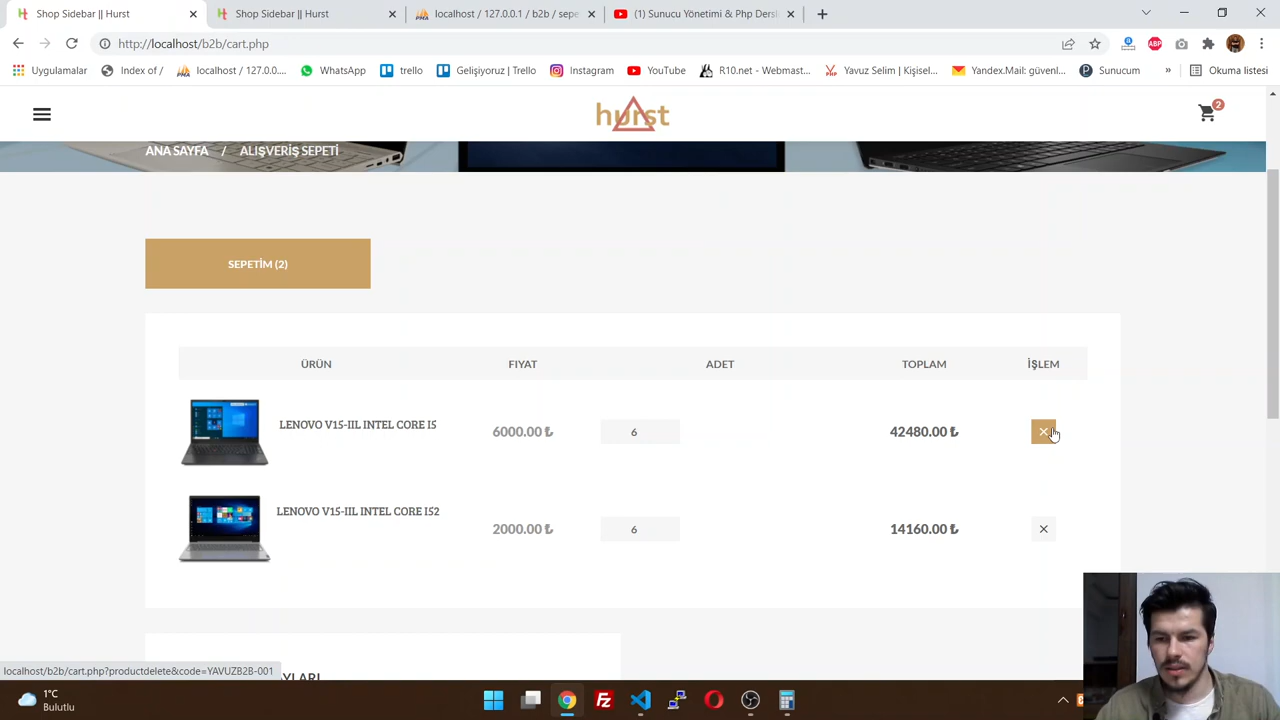 Shop Sidebar || Hurst
Shop Sidebar || Hurst
localhost / 127.0.0.1 / b2b / sepe
(1) Sunucu Yönetimi & Php Dersl
http://localhost/b2b/cart.php
Uygulamalar
Index of /
localhost / 127.0.0....
WhatsApp
trello
Gelişiyoruz | Trello
Instagram
YouTube
R10.net - Webmast...
Yavuz Selim | Kişisel...
Yandex.Mail: güvenl...
Sunucum
»
Okuma listesi
hurst
2
ANA SAYFA / ALIŞVERİŞ SEPETİ
SEPETİM (2)
ÜRÜN FIYAT ADET TOPLAM İŞLEM
LENOVO V15-IIL INTEL CORE I5 6000.00 ₺ 6 42480.00 ₺
LENOVO V15-IIL INTEL CORE I52 2000.00 ₺ 6 14160.00 ₺
localhost/b2b/cart.php?productdelete&code=YAVUZB2B-001
AYLARI
1°C
Bulutlu